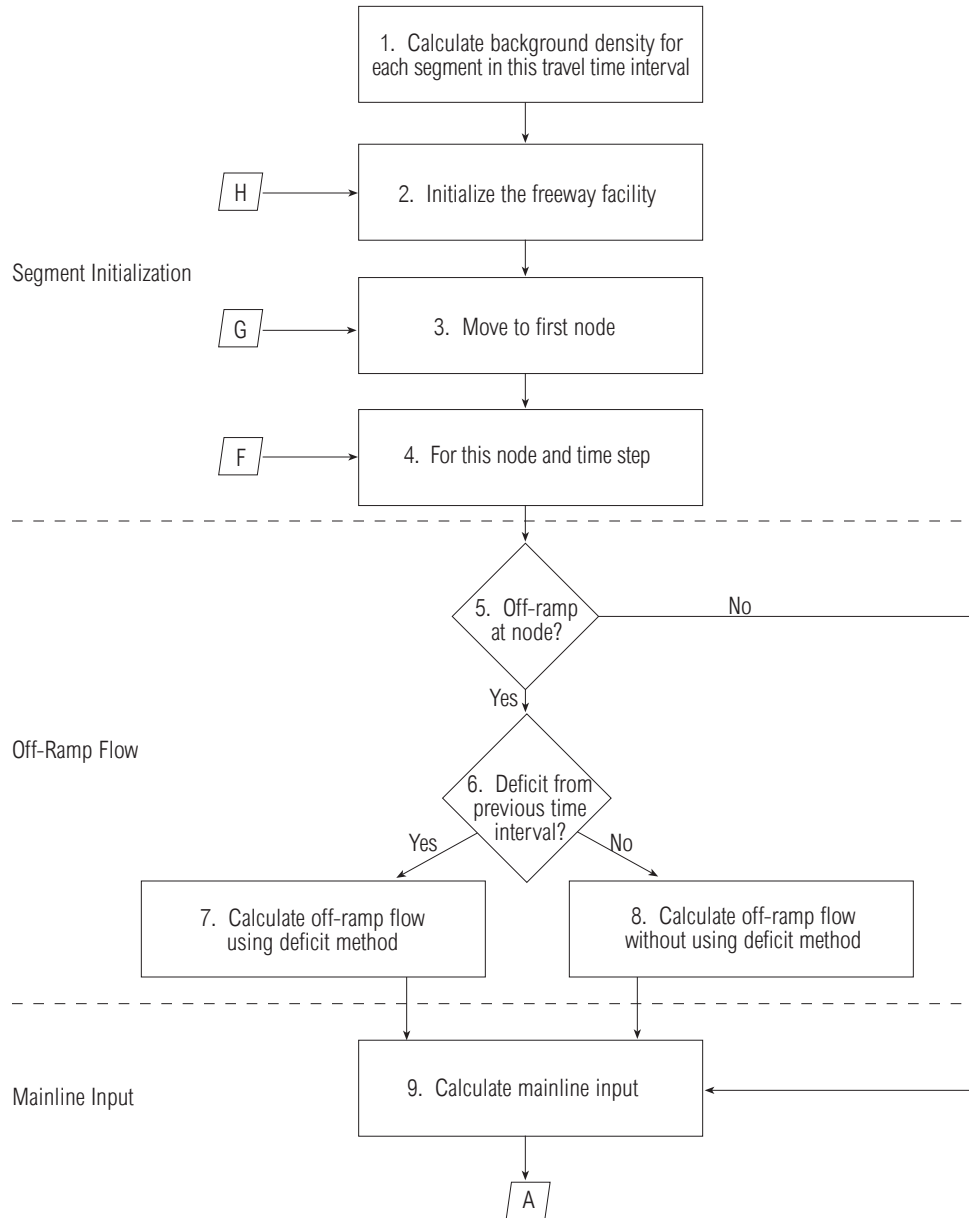 1. Calculate background density for
each segment in this travel time interval
H
2. Initialize the freeway facility
Segment Initialization
G
3. Move to first node
F
4. For this node and time step
5. Off-ramp
at node?
No
Yes
Off-Ramp Flow
6. Deficit from
previous time
interval?
Yes
No
7. Calculate off-ramp flow
using deficit method
8. Calculate off-ramp flow
without using deficit method
Mainline Input
9. Calculate mainline input
A